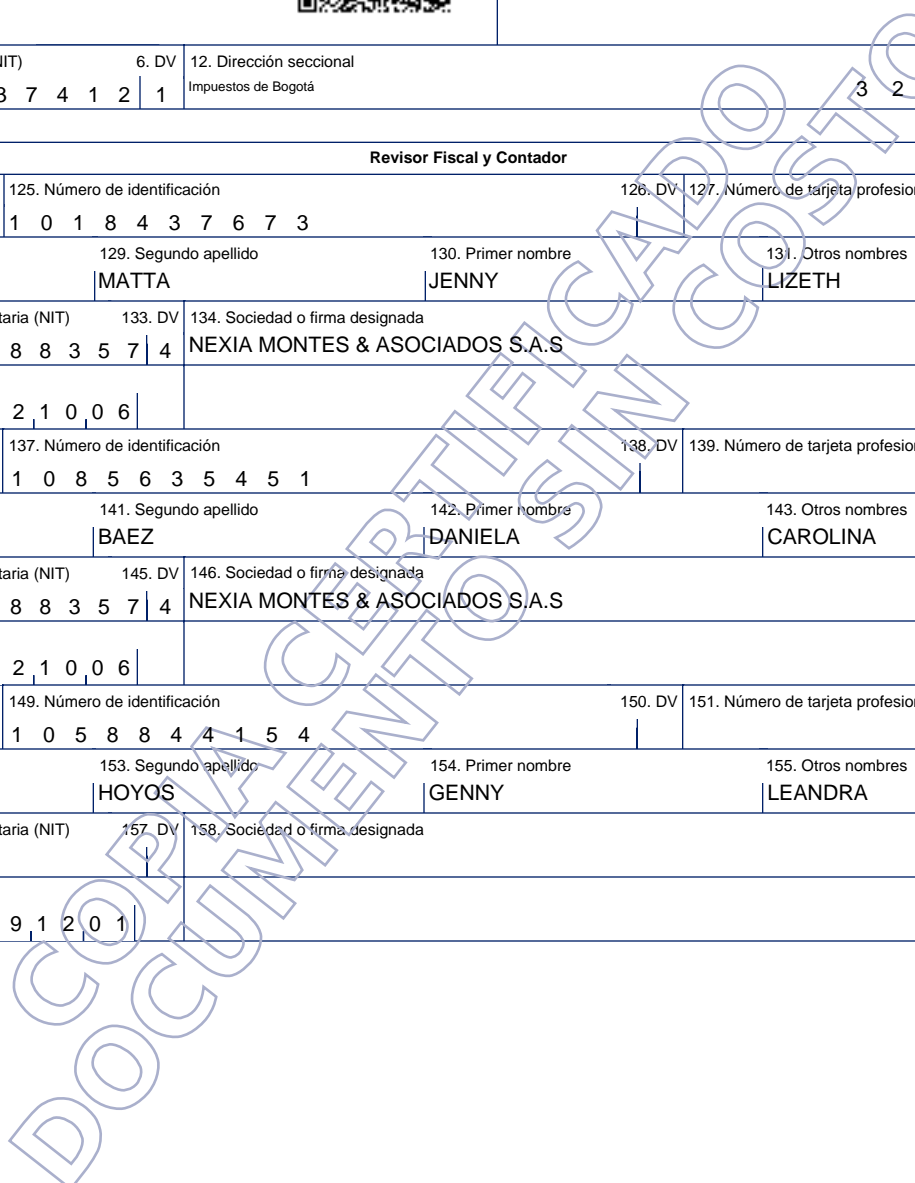 NIT) 6. DV 12. Dirección seccional
8 7 4 1 2 1 Impuestos de Bogotá 3 2
Revisor Fiscal y Contador
125. Número de identificación 126. DV 127. Número de tarjeta profesion
1 0 1 8 4 3 7 6 7 3
129. Segundo apellido 130. Primer nombre 131. Otros nombres
MATTA JENNY LIZETH
taria (NIT) 133. DV 134. Sociedad o firma designada
8 8 3 5 7 4 NEXIA MONTES & ASOCIADOS S.A.S
2 1 0 0 6
137. Número de identificación 138. DV 139. Número de tarjeta profesion
1 0 8 5 6 3 5 4 5 1
141. Segundo apellido 142. Primer nombre 143. Otros nombres
BAEZ DANIELA CAROLINA
taria (NIT) 145. DV 146. Sociedad o firma designada
8 8 3 5 7 4 NEXIA MONTES & ASOCIADOS S.A.S
2 1 0 0 6
149. Número de identificación 150. DV 151. Número de tarjeta profesion
1 0 5 8 8 4 4 1 5 4
153. Segundo apellido 154. Primer nombre 155. Otros nombres
HOYOS GENNY LEANDRA
taria (NIT) 157. DV 158. Sociedad o firma designada
9 1 2 0 1
COPIA CERTIFICADO
DOCUMENTO SIN COSTO